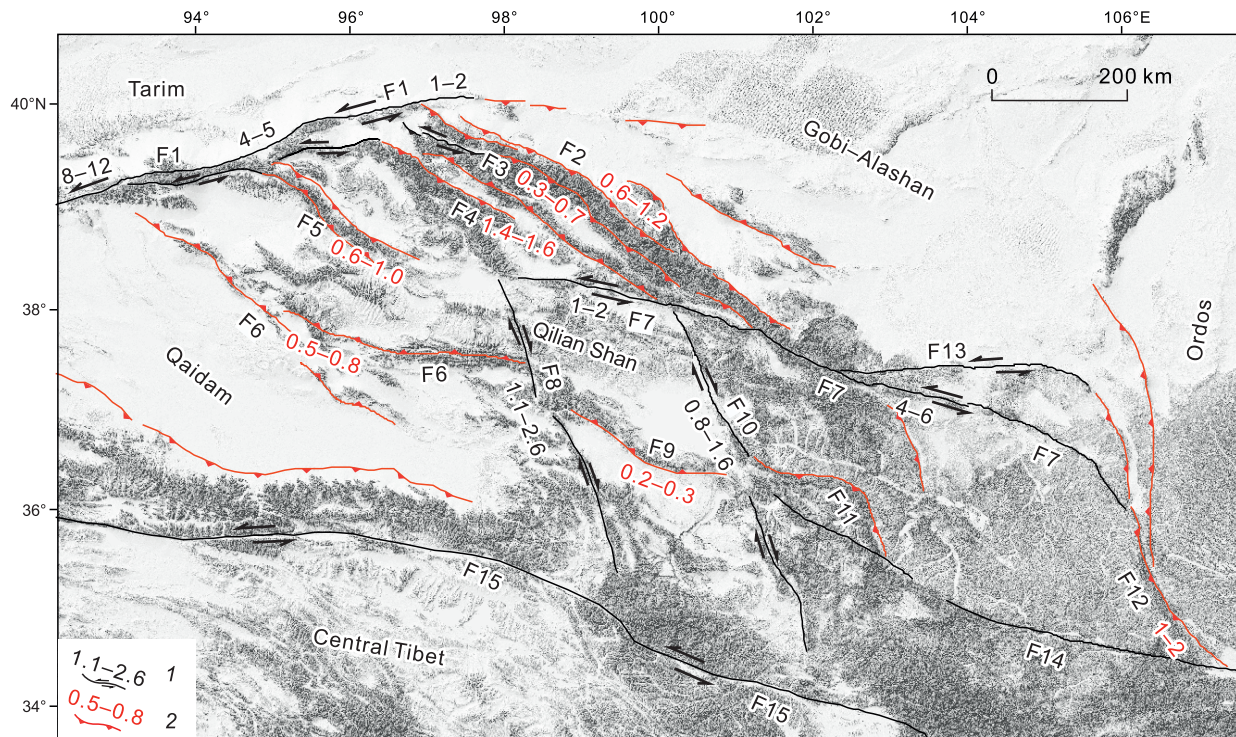 94°
96°
98°
100°
102°
104°
106°E
40°N
38°
36°
34°
Tarim
F1
1–2
0
200 km
4–5
F1
8–12
Gobi–Alashan
F2
0.6–1.2
F3
0.3–0.7
F4
1.4–1.6
F5
0.6–1.0
1–2
F7
Ordos
F6
0.5–0.8
F6
Qilian Shan
Qaidam
F13
F7
4–6
F7
F8
1.1–2.6
F10
0.8–1.6
F9
0.2–0.3
F11
F15
F12
1–2
Central Tibet
F14
F15
1.1–2.6
1
0.5–0.8
2